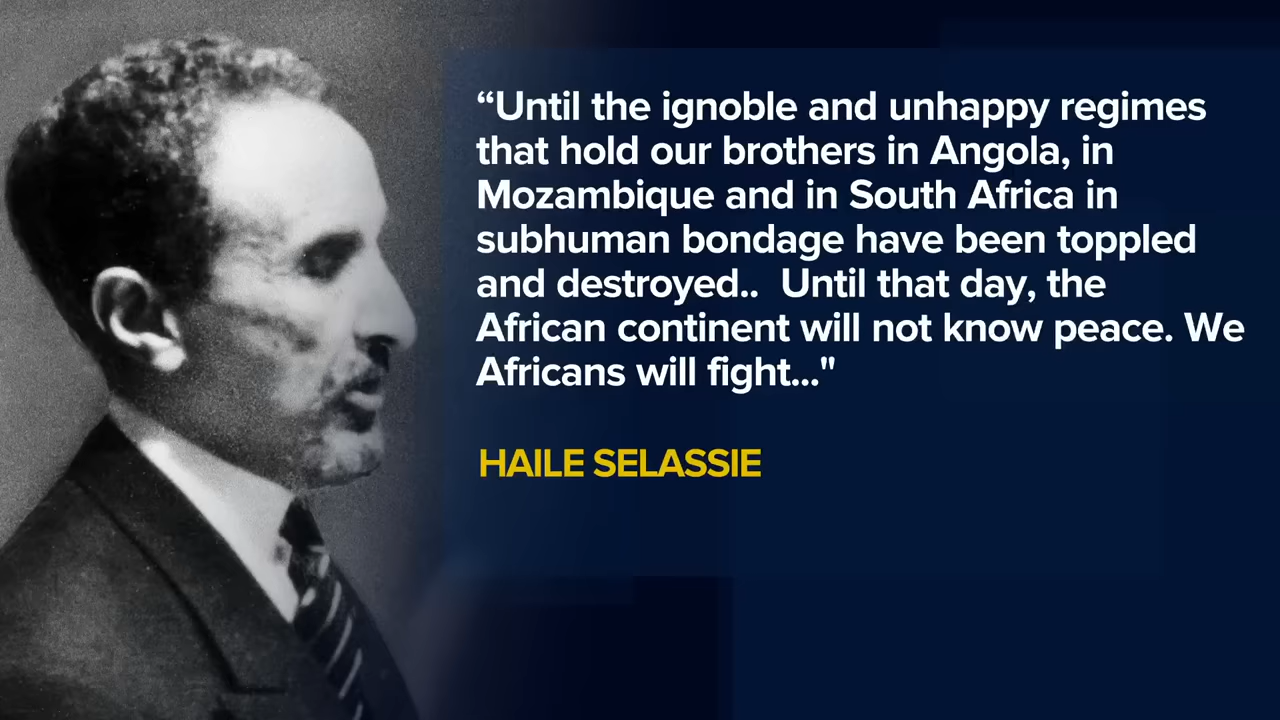 “Until the ignoble and unhappy regimes
that hold our brothers in Angola, in
Mozambique and in South Africa in
subhuman bondage have been toppled
and destroyed..  Until that day, the
African continent will not know peace. We
Africans will fight..."
HAILE SELASSIE